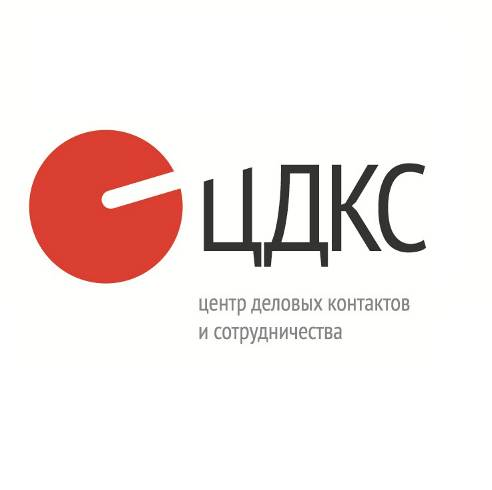 ЦДКС
центр деловых контактов
и сотрудничества